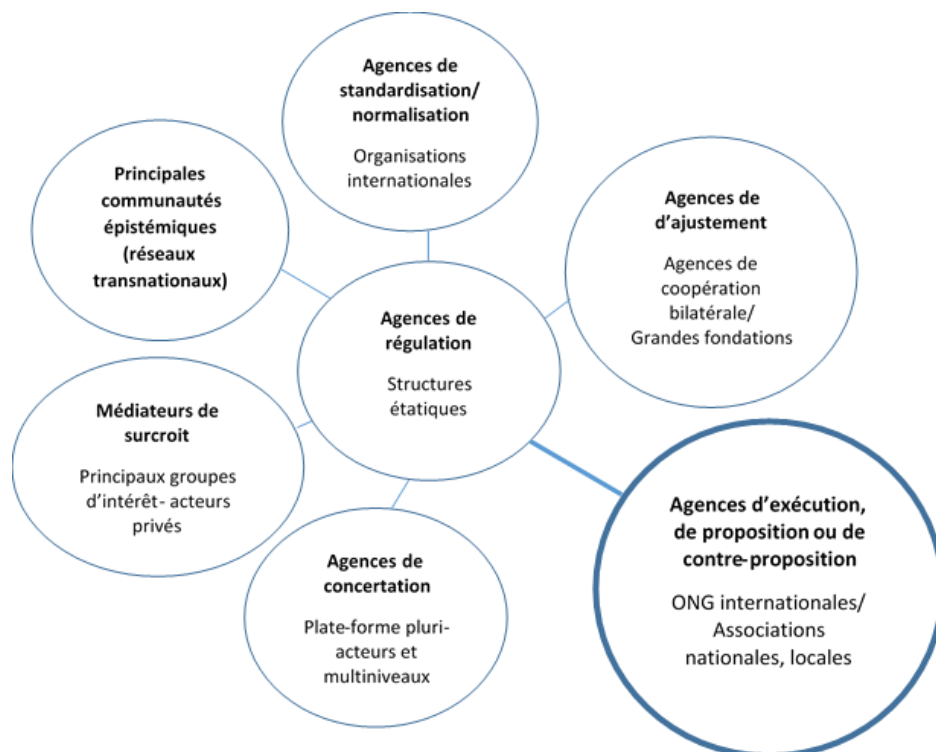 Agences de
standardisation/
normalisation
Organisations
internationales
Principales
communautés
épistémiques
(réseaux
transnationaux)
Agences de
d’ajustement
Agences de
coopération
bilatérale/
Grandes fondations
Agences de
régulation
Structures
étatiques
Médiateurs de
surcroit
Principaux groupes
d’intérêt- acteurs
privés
Agences d’exécution,
de proposition ou de
contre-proposition
ONG internationales/
Associations
nationales, locales
Agences de
concertation
Plate-forme pluri-
acteurs et
multiniveaux